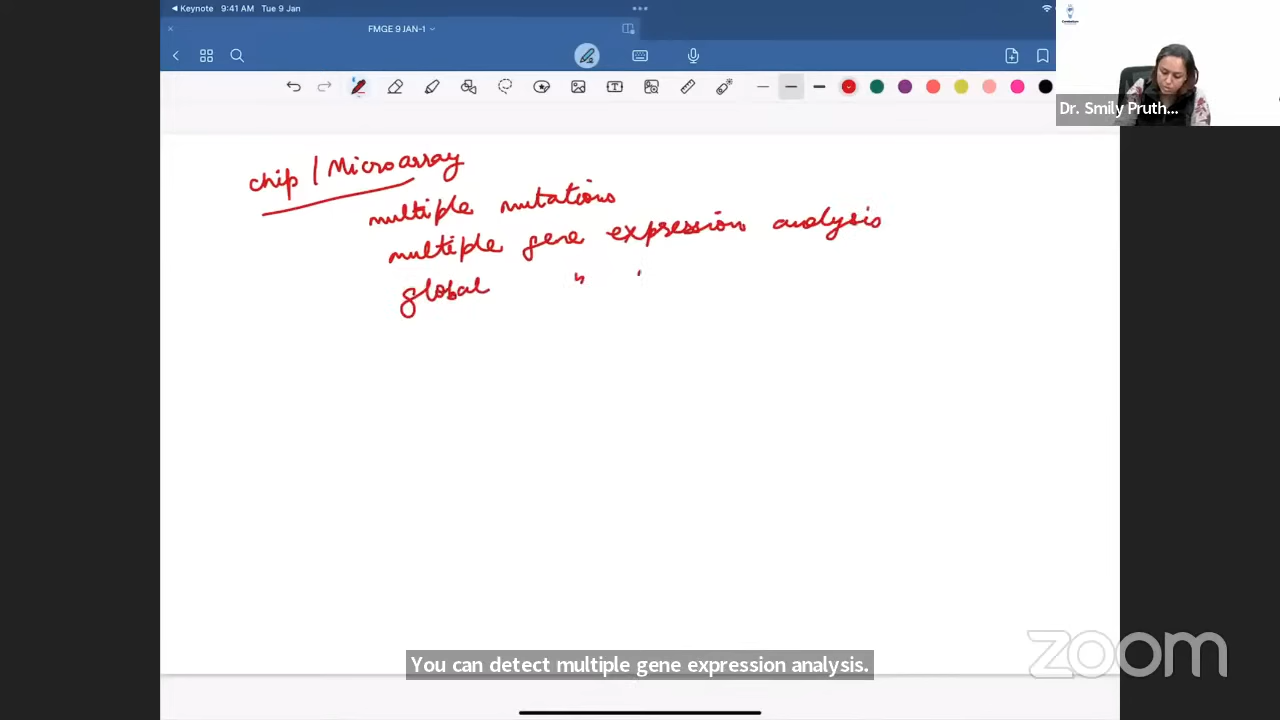 Keynote 9:41 AM Tue 9 Jan
FMGE 9 JAN-1
Dr. Smily Pruth...
chip / Microarray
multiple mutations
multiple gene expression analysis
global " '
You can detect multiple gene expression analysis.
zoom